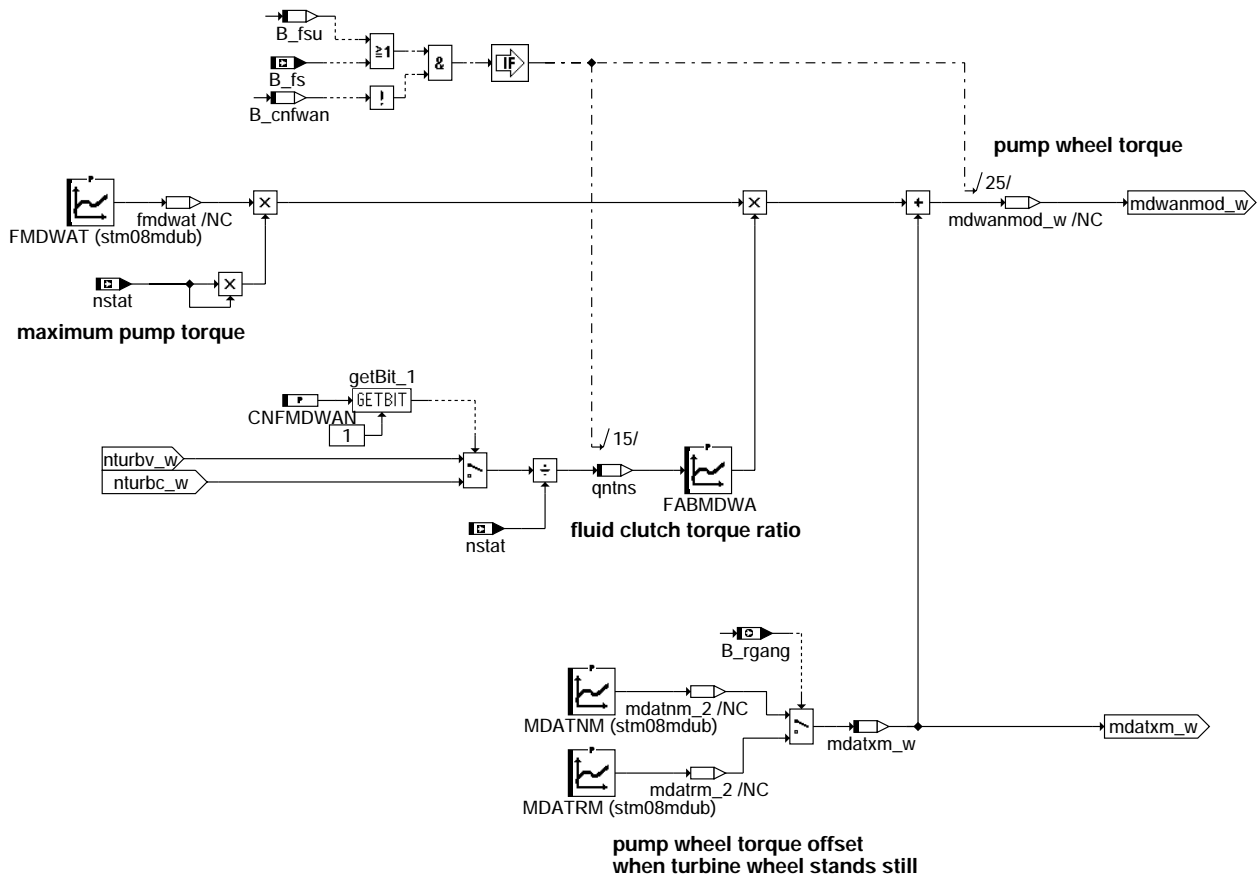 B_fsu
≧1
B_fs
&
IF
B_cnfwan
!
pump wheel torque
/25/
P
fmdwat /NC
FMDWAT (stm08mdub)
×
×
+
mdwanmod_w /NC
mdwanmod_w
nstat
×
maximum pump torque
getBit_1
P
GETBIT
CNFMDWAN
1
/15/
P
nturbv_w
nturbc_w
÷
qntns
FABMDWA
nstat
fluid clutch torque ratio
B_rgang
P
mdatnm_2 /NC
MDATNM (stm08mdub)
mdatxm_w
mdatxm_w
P
mdatrm_2 /NC
MDATRM (stm08mdub)
pump wheel torque offset
when turbine wheel stands still